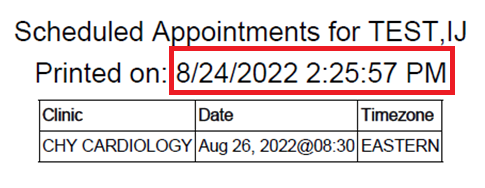 Scheduled Appointments for TEST,IJ
Printed on: 8/24/2022 2:25:57 PM
Clinic Date Timezone
CHY CARDIOLOGY Aug 26, 2022@08:30 EASTERN